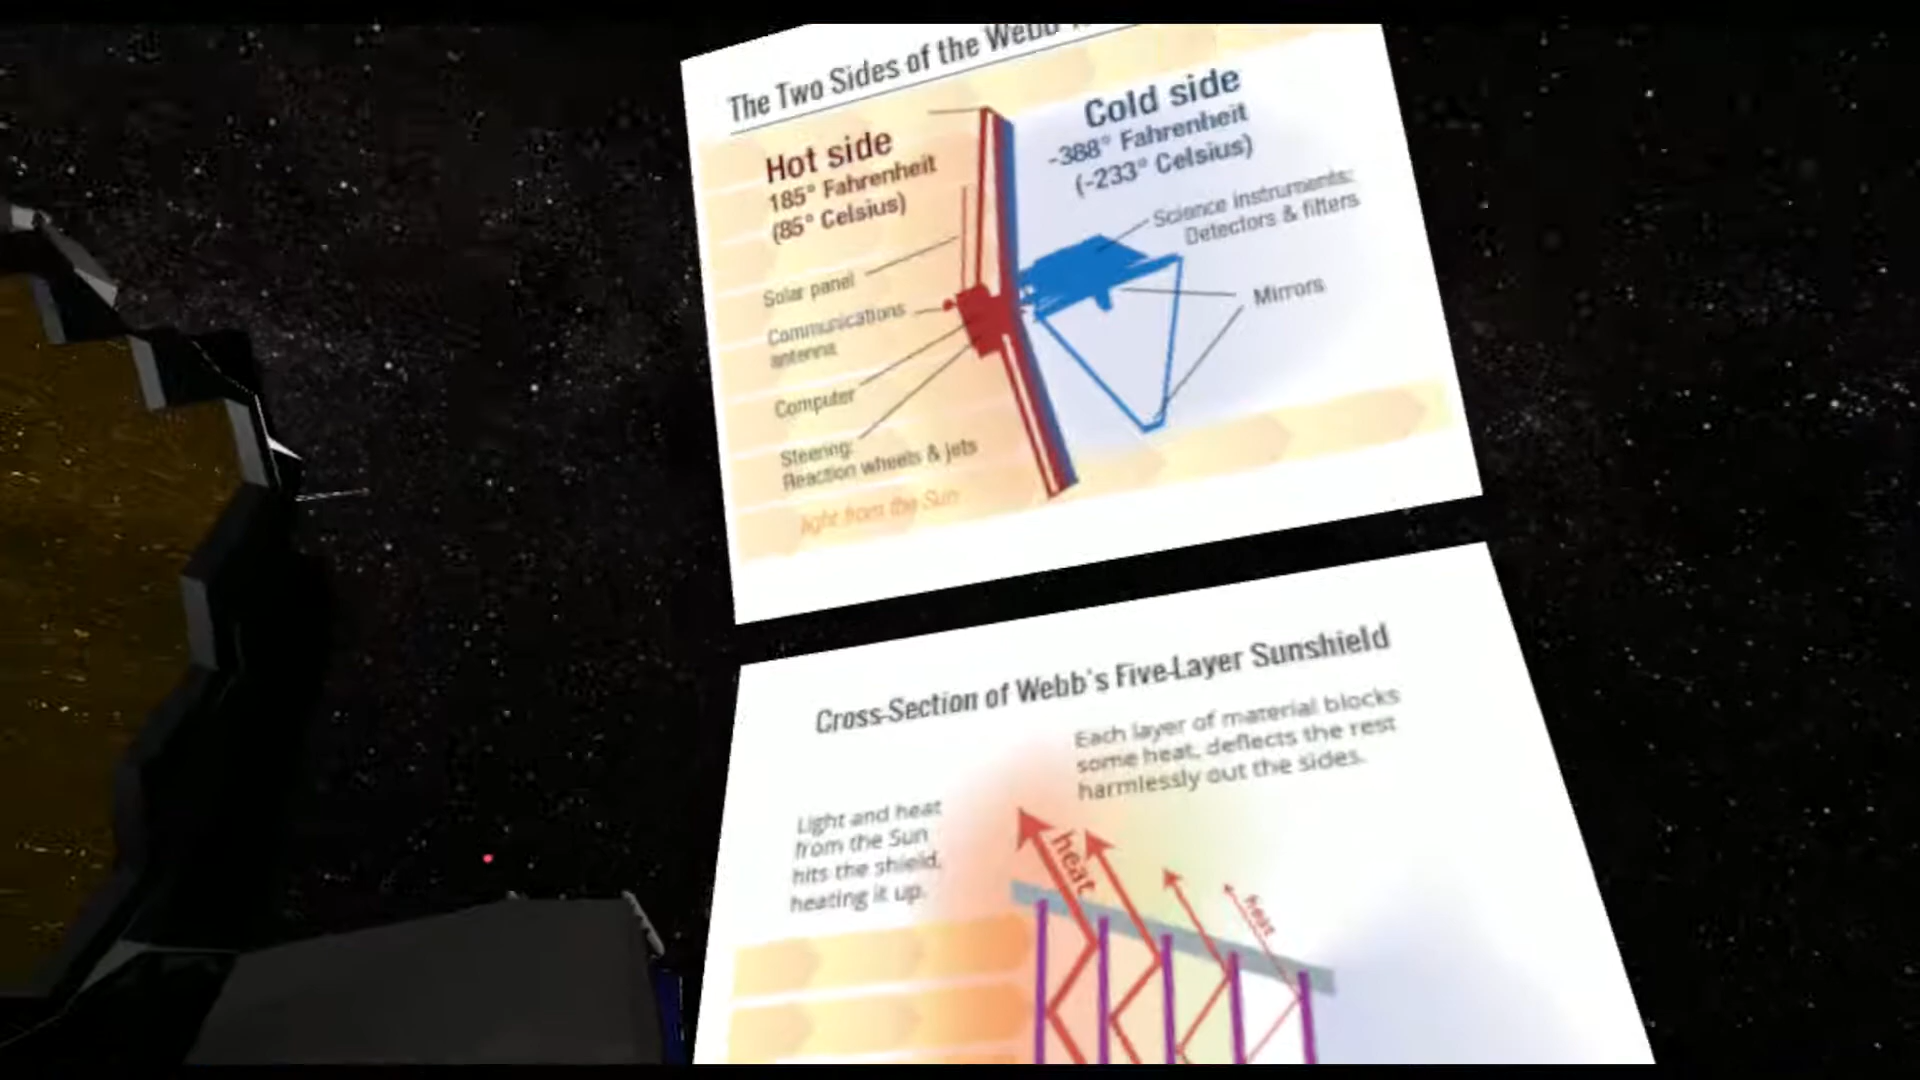 The Two Sides of the Webb
Hot side
185° Fahrenheit
(85° Celsius)
Solar panel
Communications
antenna
Computer
Steering:
Reaction wheels & jets
light from the Sun
Cold side
-388° Fahrenheit
(-233° Celsius)
Science instruments:
Detectors & filters
Mirrors
Cross-Section of Webb's Five-Layer Sunshield
Each layer of material blocks
some heat, deflects the rest
harmlessly out the sides.
Light and heat
from the Sun
hits the shield,
heating it up.
heat
heat